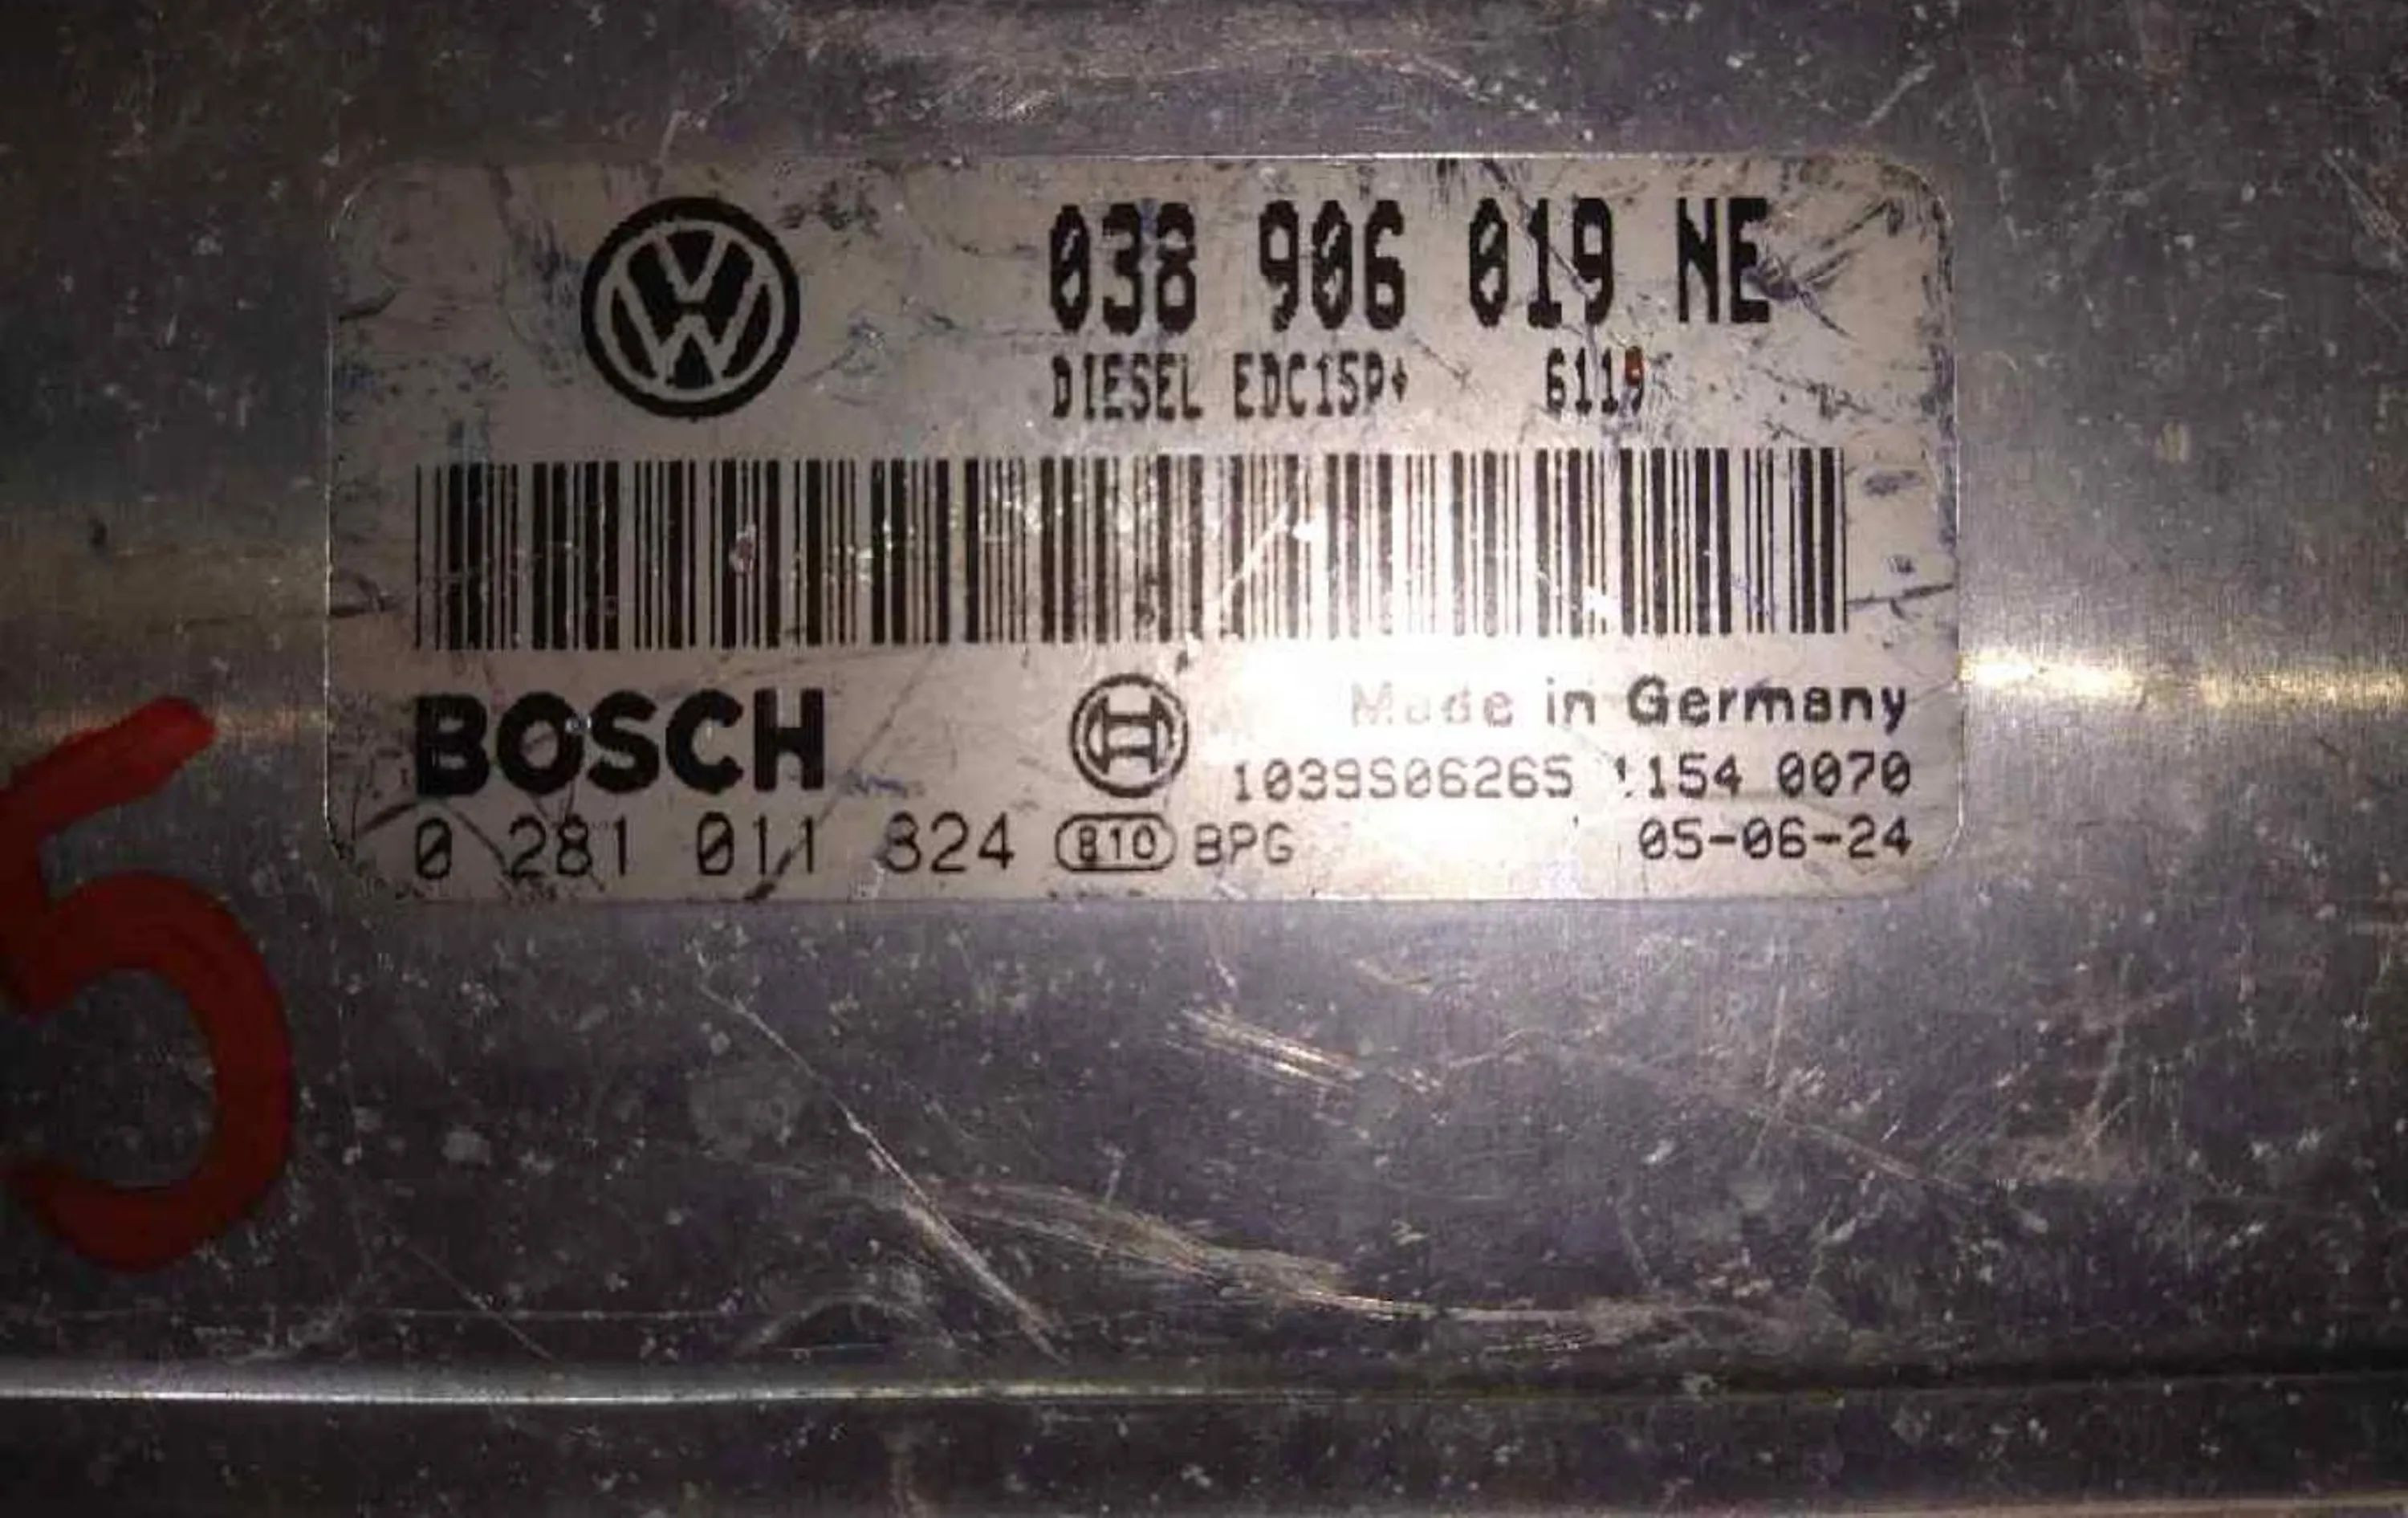 038 906 019 NE
DIESEL EDC15P+ 6119
BOSCH
Made in Germany
1039S06265 1154 0070
0 281 011 824 810 BPG 05-06-24
5